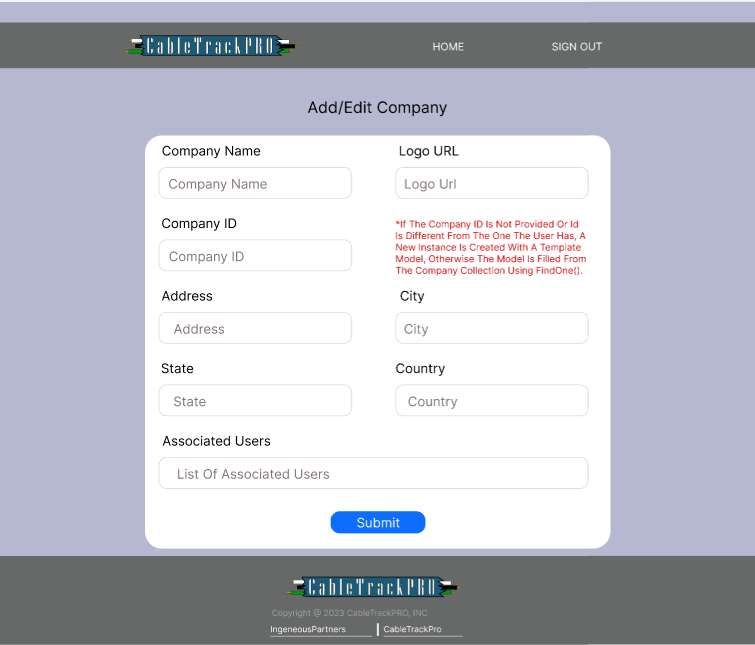 CableTrackPRO
HOME
SIGN OUT
Add/Edit Company
Company Name
Logo URL
Company Name
Logo Url
Company ID
*If The Company ID Is Not Provided Or Id
Is Different From The One The User Has, A
New Instance Is Created With A Template
Model, Otherwise The Model Is Filled From
The Company Collection Using FindOne().
Company ID
Address
City
Address
City
State
Country
State
Country
Associated Users
List Of Associated Users
Submit
CableTrackPRO
Copyright @ 2023 CableTrackPRO, INC
IngeneousPartners
CableTrackPro